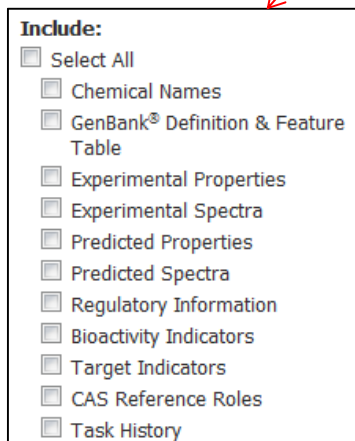 Include:
Select All
Chemical Names
GenBank® Definition & Feature
Table
Experimental Properties
Experimental Spectra
Predicted Properties
Predicted Spectra
Regulatory Information
Bioactivity Indicators
Target Indicators
CAS Reference Roles
Task History